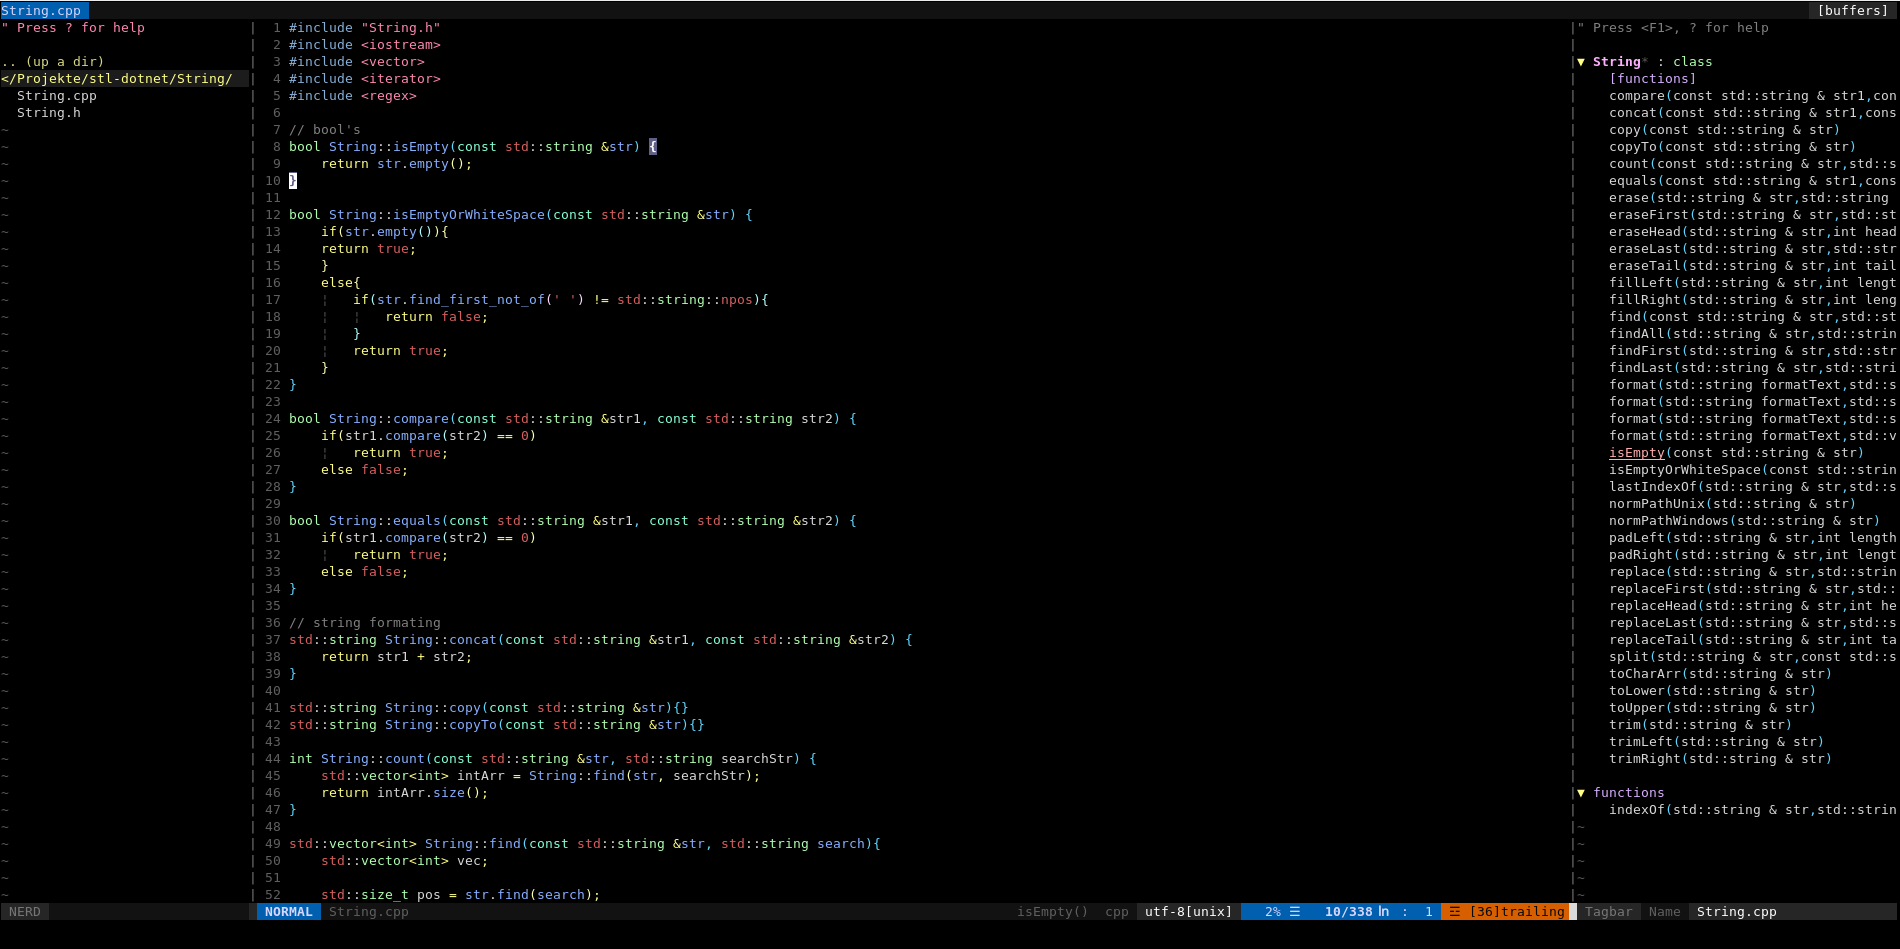 String.cpp [buffers]
" Press ? for help
.. (up a dir)
</Projekte/stl-dotnet/String/
String.cpp
String.h
1 #include "String.h"
2 #include <iostream>
3 #include <vector>
4 #include <iterator>
5 #include <regex>
6
7 // bool's
8 bool String::isEmpty(const std::string &str) {
9     return str.empty();
10 }
11
12 bool String::isEmptyOrWhiteSpace(const std::string &str) {
13     if(str.empty()){
14     return true;
15     }
16     else{
17     ¦   if(str.find_first_not_of(' ') != std::string::npos){
18     ¦   ¦   return false;
19     ¦   }
20     ¦   return true;
21     }
22 }
23
24 bool String::compare(const std::string &str1, const std::string str2) {
25     if(str1.compare(str2) == 0)
26     ¦   return true;
27     else false;
28 }
29
30 bool String::equals(const std::string &str1, const std::string &str2) {
31     if(str1.compare(str2) == 0)
32     ¦   return true;
33     else false;
34 }
35
36 // string formating
37 std::string String::concat(const std::string &str1, const std::string &str2) {
38     return str1 + str2;
39 }
40
41 std::string String::copy(const std::string &str){}
42 std::string String::copyTo(const std::string &str){}
43
44 int String::count(const std::string &str, std::string searchStr) {
45     std::vector<int> intArr = String::find(str, searchStr);
46     return intArr.size();
47 }
48
49 std::vector<int> String::find(const std::string &str, std::string search){
50     std::vector<int> vec;
51
52     std::size_t pos = str.find(search);
" Press <F1>, ? for help
▼ String* : class
[functions]
compare(const std::string & str1,con
concat(const std::string & str1,cons
copy(const std::string & str)
copyTo(const std::string & str)
count(const std::string & str,std::s
equals(const std::string & str1,cons
erase(std::string & str,std::string
eraseFirst(std::string & str,std::st
eraseHead(std::string & str,int head
eraseLast(std::string & str,std::str
eraseTail(std::string & str,int tail
fillLeft(std::string & str,int lengt
fillRight(std::string & str,int leng
find(const std::string & str,std::st
findAll(std::string & str,std::strin
findFirst(std::string & str,std::str
findLast(std::string & str,std::stri
format(std::string formatText,std::s
format(std::string formatText,std::s
format(std::string formatText,std::s
format(std::string formatText,std::v
isEmpty(const std::string & str)
isEmptyOrWhiteSpace(const std::strin
lastIndexOf(std::string & str,std::s
normPathUnix(std::string & str)
normPathWindows(std::string & str)
padLeft(std::string & str,int length
padRight(std::string & str,int lengt
replace(std::string & str,std::strin
replaceFirst(std::string & str,std::
replaceHead(std::string & str,int he
replaceLast(std::string & str,std::s
replaceTail(std::string & str,int ta
split(std::string & str,const std::s
toCharArr(std::string & str)
toLower(std::string & str)
toUpper(std::string & str)
trim(std::string & str)
trimLeft(std::string & str)
trimRight(std::string & str)
▼ functions
indexOf(std::string & str,std::strin
NERD NORMAL String.cpp isEmpty() cpp utf-8[unix] 2% ☰ 10/338 ㏑ : 1 ☲ [36]trailing Tagbar Name String.cpp